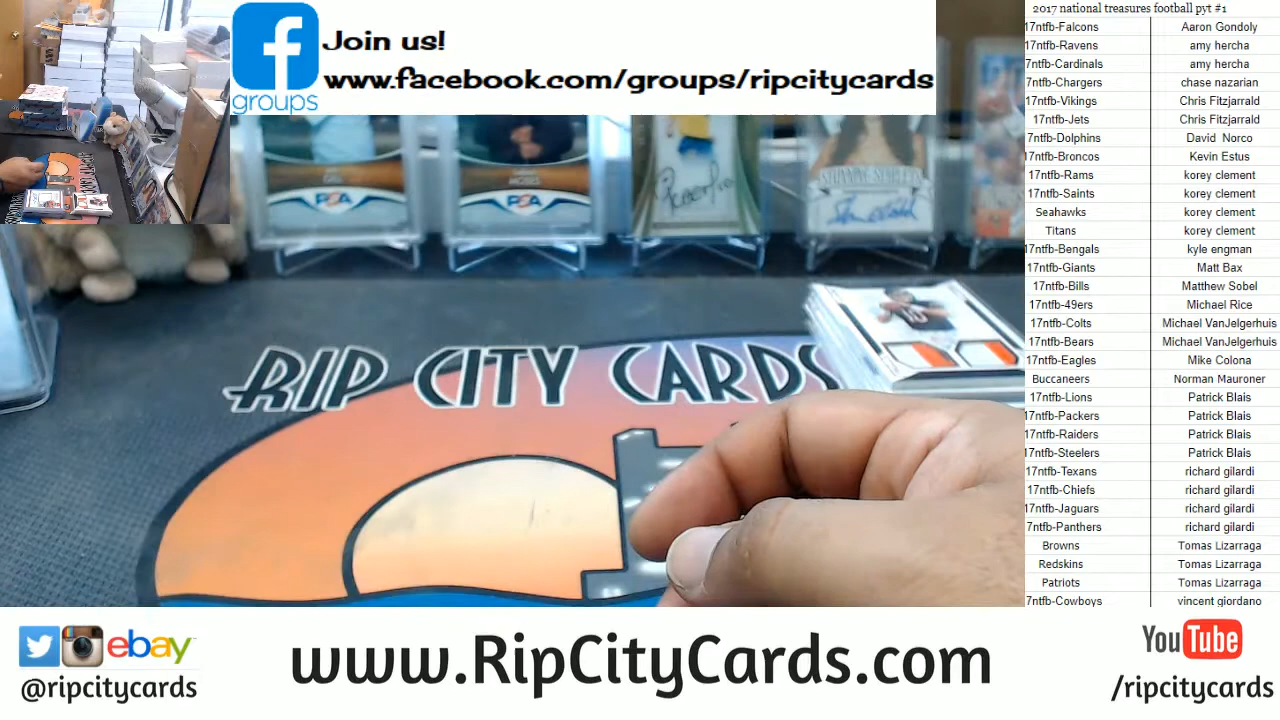 Join us!
www.facebook.com/groups/ripcitycards
groups
PSA
PSA
RIP CITY CARDS
2017 national treasures football pyt #1
17ntfb-Falcons Aaron Gondoly
17ntfb-Ravens amy hercha
7ntfb-Cardinals amy hercha
7ntfb-Chargers chase nazarian
17ntfb-Vikings Chris Fitzjarrald
17ntfb-Jets Chris Fitzjarrald
7ntfb-Dolphins David Norco
17ntfb-Broncos Kevin Estus
17ntfb-Rams korey clement
17ntfb-Saints korey clement
Seahawks korey clement
Titans korey clement
17ntfb-Bengals kyle engman
17ntfb-Giants Matt Bax
17ntfb-Bills Matthew Sobel
17ntfb-49ers Michael Rice
17ntfb-Colts Michael VanJelgerhuis
17ntfb-Bears Michael VanJelgerhuis
17ntfb-Eagles Mike Colona
Buccaneers Norman Mauroner
17ntfb-Lions Patrick Blais
17ntfb-Packers Patrick Blais
17ntfb-Raiders Patrick Blais
17ntfb-Steelers Patrick Blais
17ntfb-Texans richard gilardi
17ntfb-Chiefs richard gilardi
17ntfb-Jaguars richard gilardi
7ntfb-Panthers richard gilardi
Browns Tomas Lizarraga
Redskins Tomas Lizarraga
Patriots Tomas Lizarraga
7ntfb-Cowboys vincent giordano
ebay
@ripcitycards
www.RipCityCards.com
YouTube
/ripcitycards